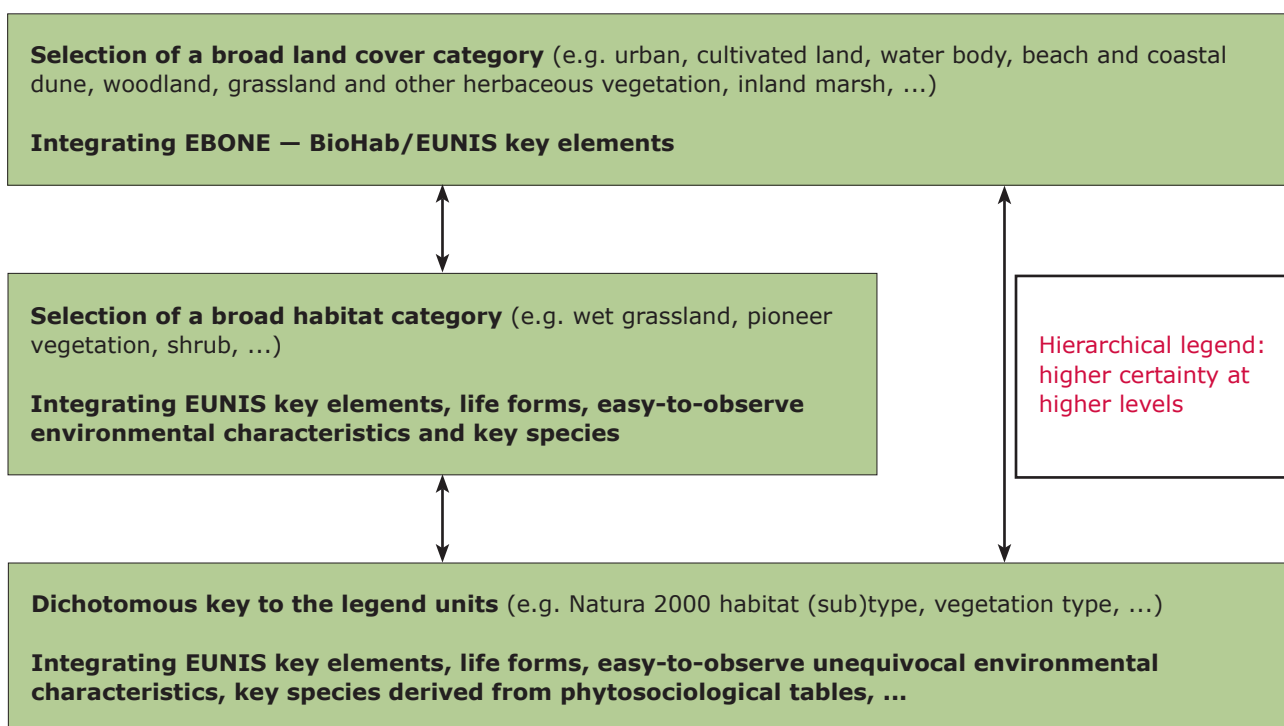 Selection of a broad land cover category (e.g. urban, cultivated land, water body, beach and coastal
dune, woodland, grassland and other herbaceous vegetation, inland marsh, ...)
Integrating EBONE — BioHab/EUNIS key elements
Selection of a broad habitat category (e.g. wet grassland, pioneer
vegetation, shrub, ...)
Integrating EUNIS key elements, life forms, easy-to-observe
environmental characteristics and key species
Hierarchical legend:
higher certainty at
higher levels
Dichotomous key to the legend units (e.g. Natura 2000 habitat (sub)type, vegetation type, ...)
Integrating EUNIS key elements, life forms, easy-to-observe unequivocal environmental
characteristics, key species derived from phytosociological tables, ...